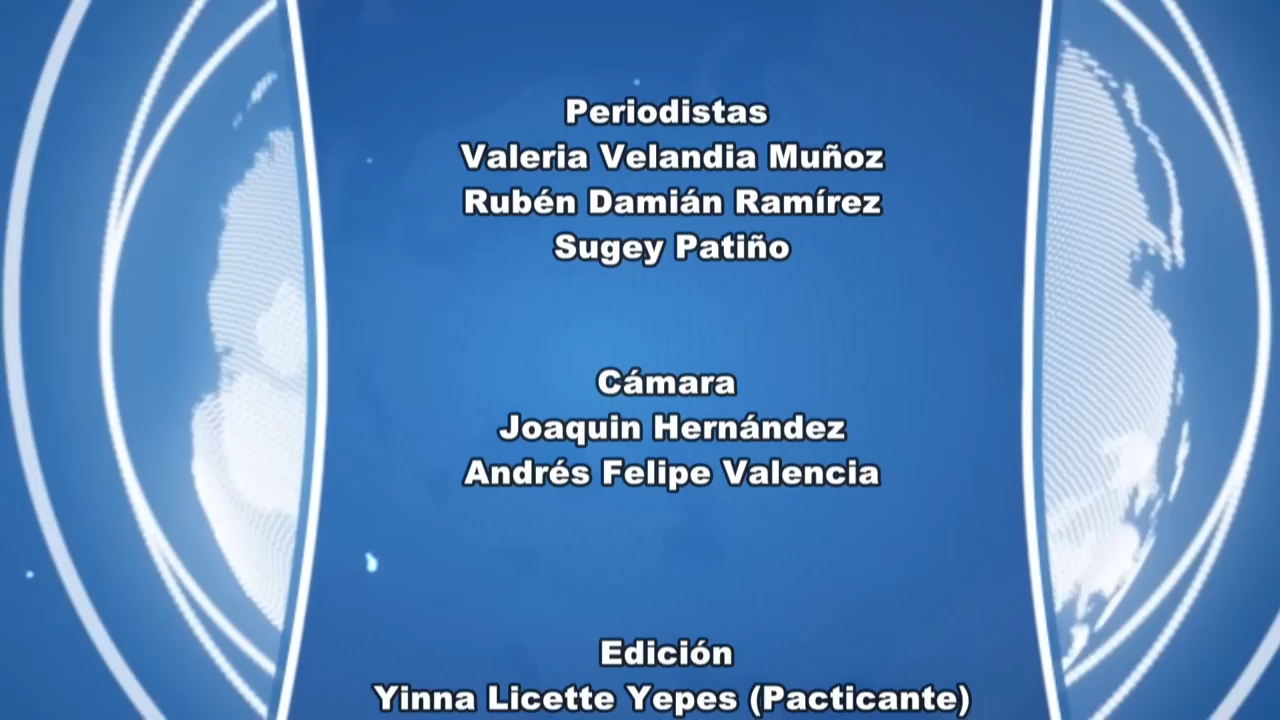 Periodistas
Valeria Velandia Muñoz
Rubén Damián Ramírez
Sugey Patiño
Cámara
Joaquin Hernández
Andrés Felipe Valencia
Edición
Yinna Licette Yepes (Pacticante)